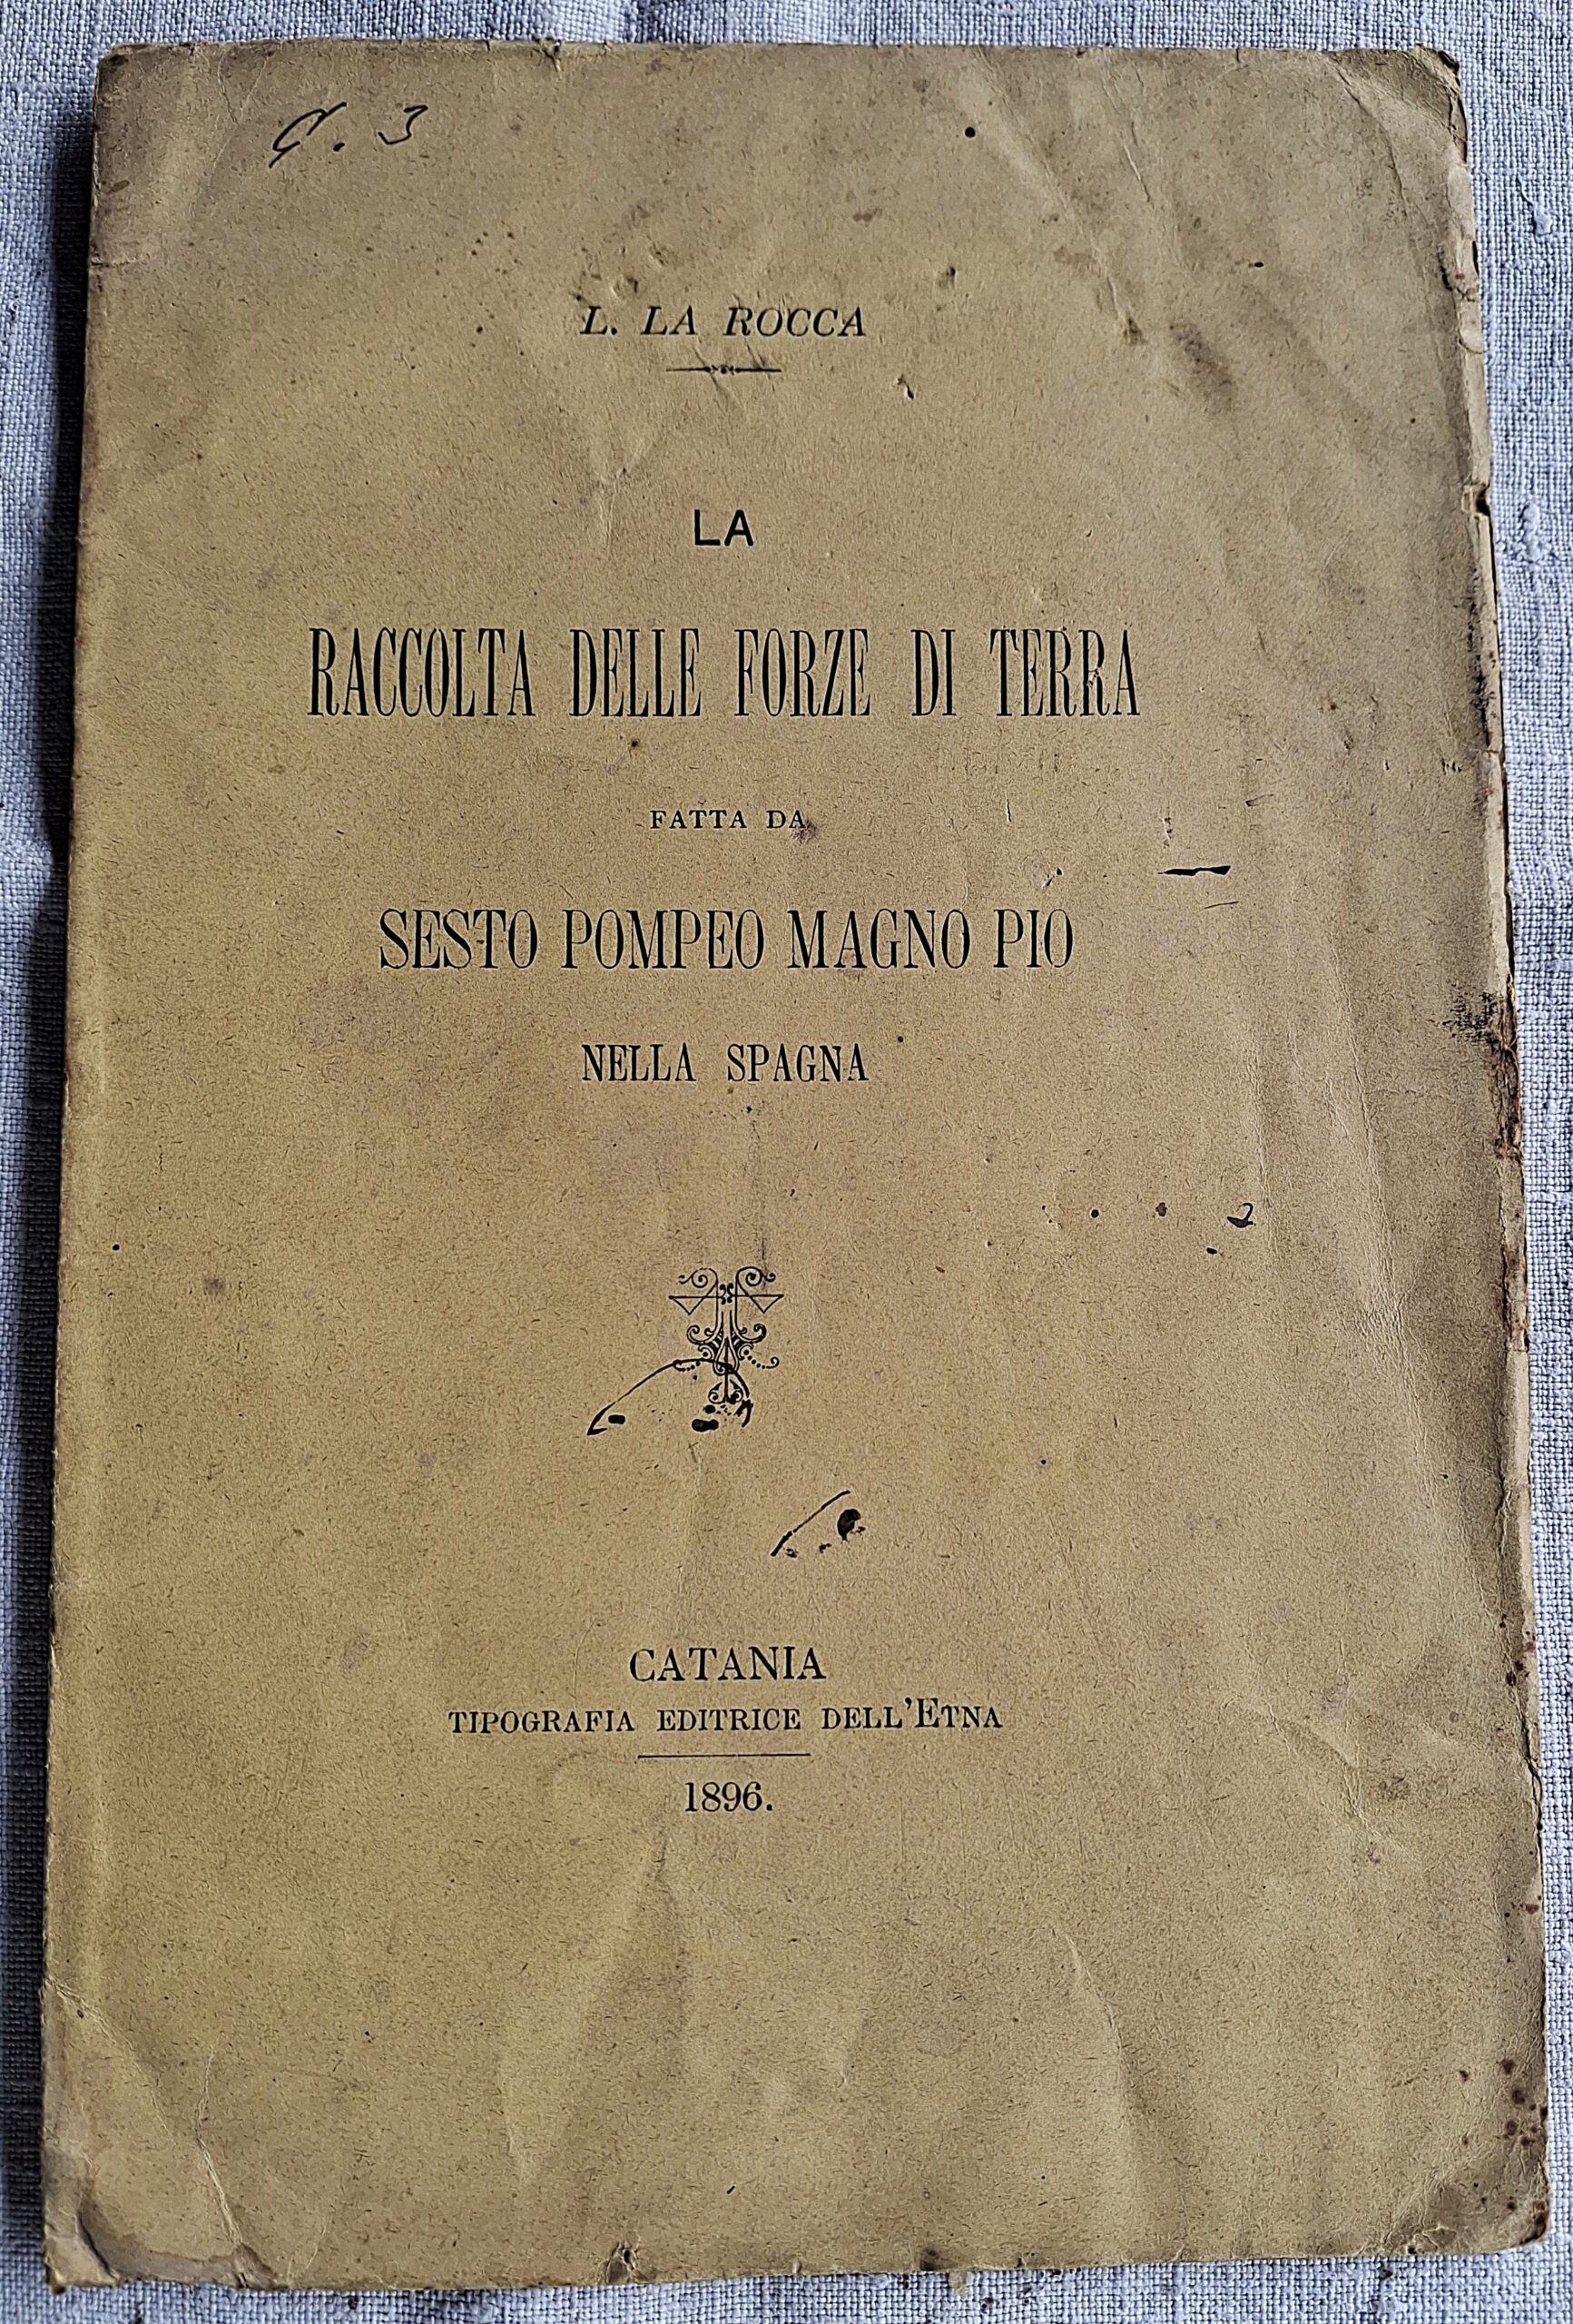 L. LA ROCCA
LA
RACCOLTA DELLE FORZE DI TERRA
FATTA DA
SESTO POMPEO MAGNO PIO
NELLA SPAGNA
CATANIA
TIPOGRAFIA EDITRICE DELL'ETNA
1896.